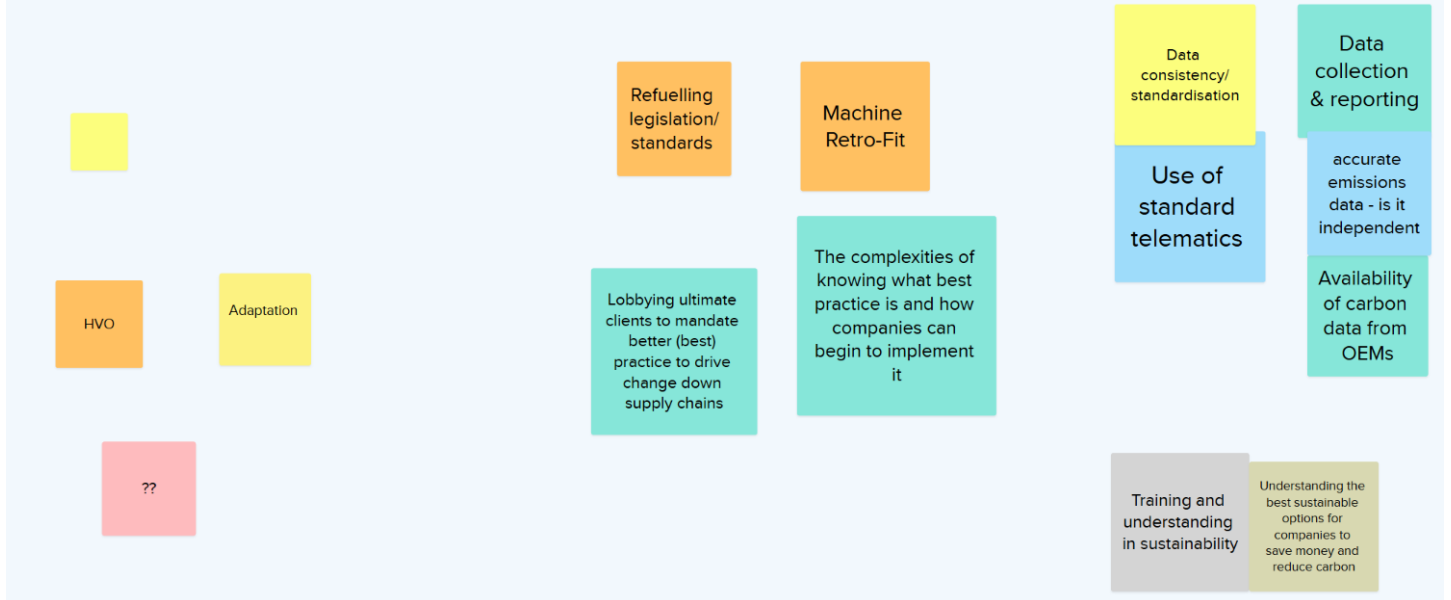 HVO
Adaptation
??
Refuelling
legislation/
standards
Machine
Retro-Fit
Lobbying ultimate
clients to mandate
better (best)
practice to drive
change down
supply chains
The complexities of
knowing what best
practice is and how
companies can
begin to implement
it
Data
consistency/
standardisation
Data
collection
& reporting
Use of
standard
telematics
accurate
emissions
data - is it
independent
Availability
of carbon
data from
OEMs
Training and
understanding
in sustainability
Understanding the
best sustainable
options for
companies to
save money and
reduce carbon